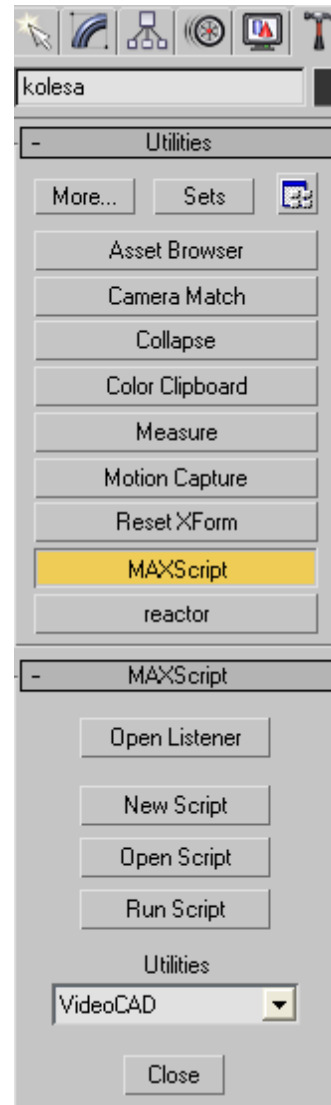 kolesa
- Utilities
More... Sets
Asset Browser
Camera Match
Collapse
Color Clipboard
Measure
Motion Capture
Reset XForm
MAXScript
reactor
- MAXScript
Open Listener
New Script
Open Script
Run Script
Utilities
VideoCAD
Close